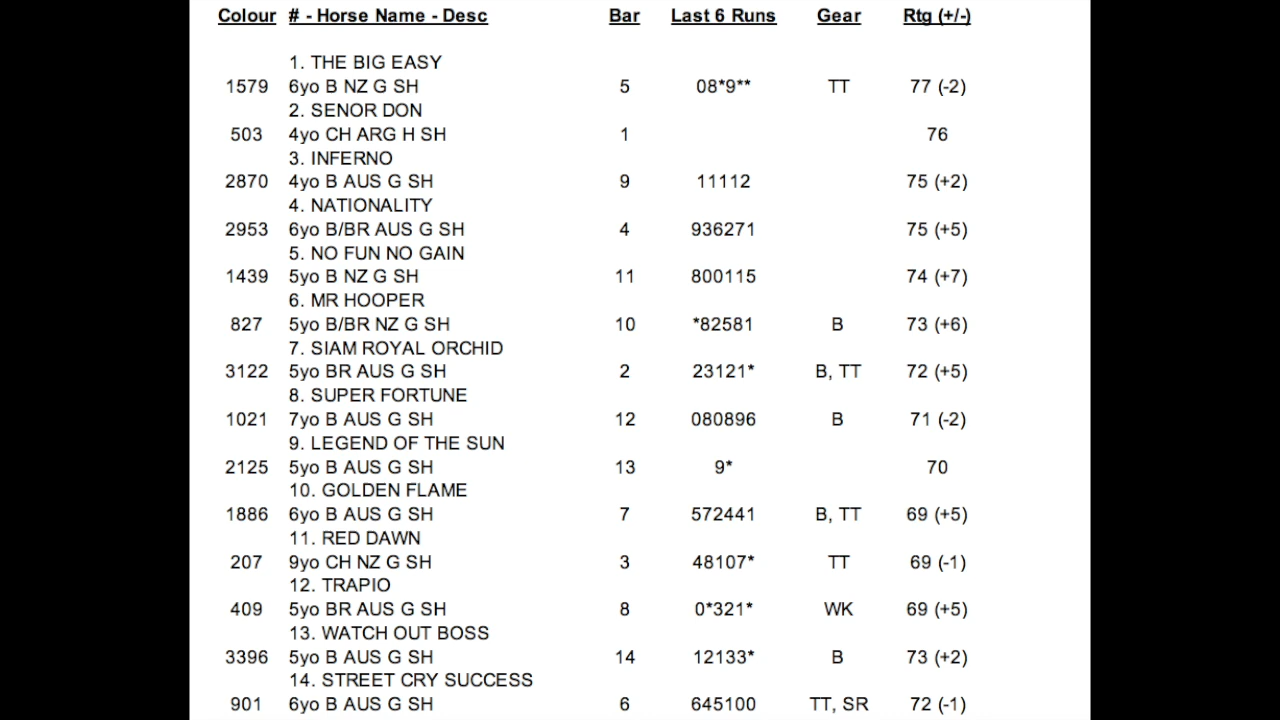 Colour # - Horse Name - Desc Bar Last 6 Runs Gear Rtg (+/-)
1. THE BIG EASY
1579 6yo B NZ G SH 5 08*9** TT 77 (-2)
2. SENOR DON
503 4yo CH ARG H SH 1 76
3. INFERNO
2870 4yo B AUS G SH 9 11112 75 (+2)
4. NATIONALITY
2953 6yo B/BR AUS G SH 4 936271 75 (+5)
5. NO FUN NO GAIN
1439 5yo B NZ G SH 11 800115 74 (+7)
6. MR HOOPER
827 5yo B/BR NZ G SH 10 *82581 B 73 (+6)
7. SIAM ROYAL ORCHID
3122 5yo BR AUS G SH 2 23121* B, TT 72 (+5)
8. SUPER FORTUNE
1021 7yo B AUS G SH 12 080896 B 71 (-2)
9. LEGEND OF THE SUN
2125 5yo B AUS G SH 13 9* 70
10. GOLDEN FLAME
1886 6yo B AUS G SH 7 572441 B, TT 69 (+5)
11. RED DAWN
207 9yo CH NZ G SH 3 48107* TT 69 (-1)
12. TRAPIO
409 5yo BR AUS G SH 8 0*321* WK 69 (+5)
13. WATCH OUT BOSS
3396 5yo B AUS G SH 14 12133* B 73 (+2)
14. STREET CRY SUCCESS
901 6yo B AUS G SH 6 645100 TT, SR 72 (-1)